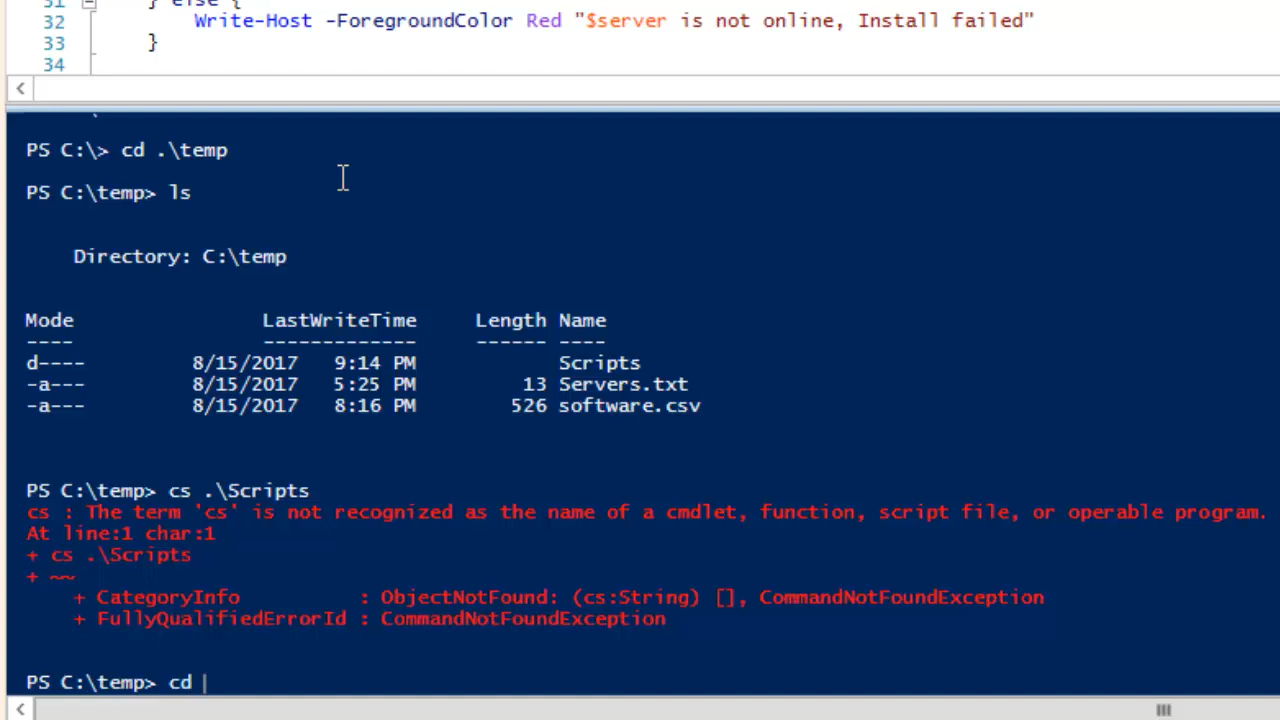 31 } else {
32 Write-Host -ForegroundColor Red "$server is not online, Install failed"
33 }
34
PS C:\> cd .\temp
PS C:\temp> ls
Directory: C:\temp
Mode LastWriteTime Length Name
---- ------------- ------ ----
d---- 8/15/2017 9:14 PM Scripts
-a--- 8/15/2017 5:25 PM 13 Servers.txt
-a--- 8/15/2017 8:16 PM 526 software.csv
PS C:\temp> cs .\Scripts
cs : The term 'cs' is not recognized as the name of a cmdlet, function, script file, or operable program.
At line:1 char:1
+ cs .\Scripts
+ ~~
+ CategoryInfo : ObjectNotFound: (cs:String) [], CommandNotFoundException
+ FullyQualifiedErrorId : CommandNotFoundException
PS C:\temp> cd